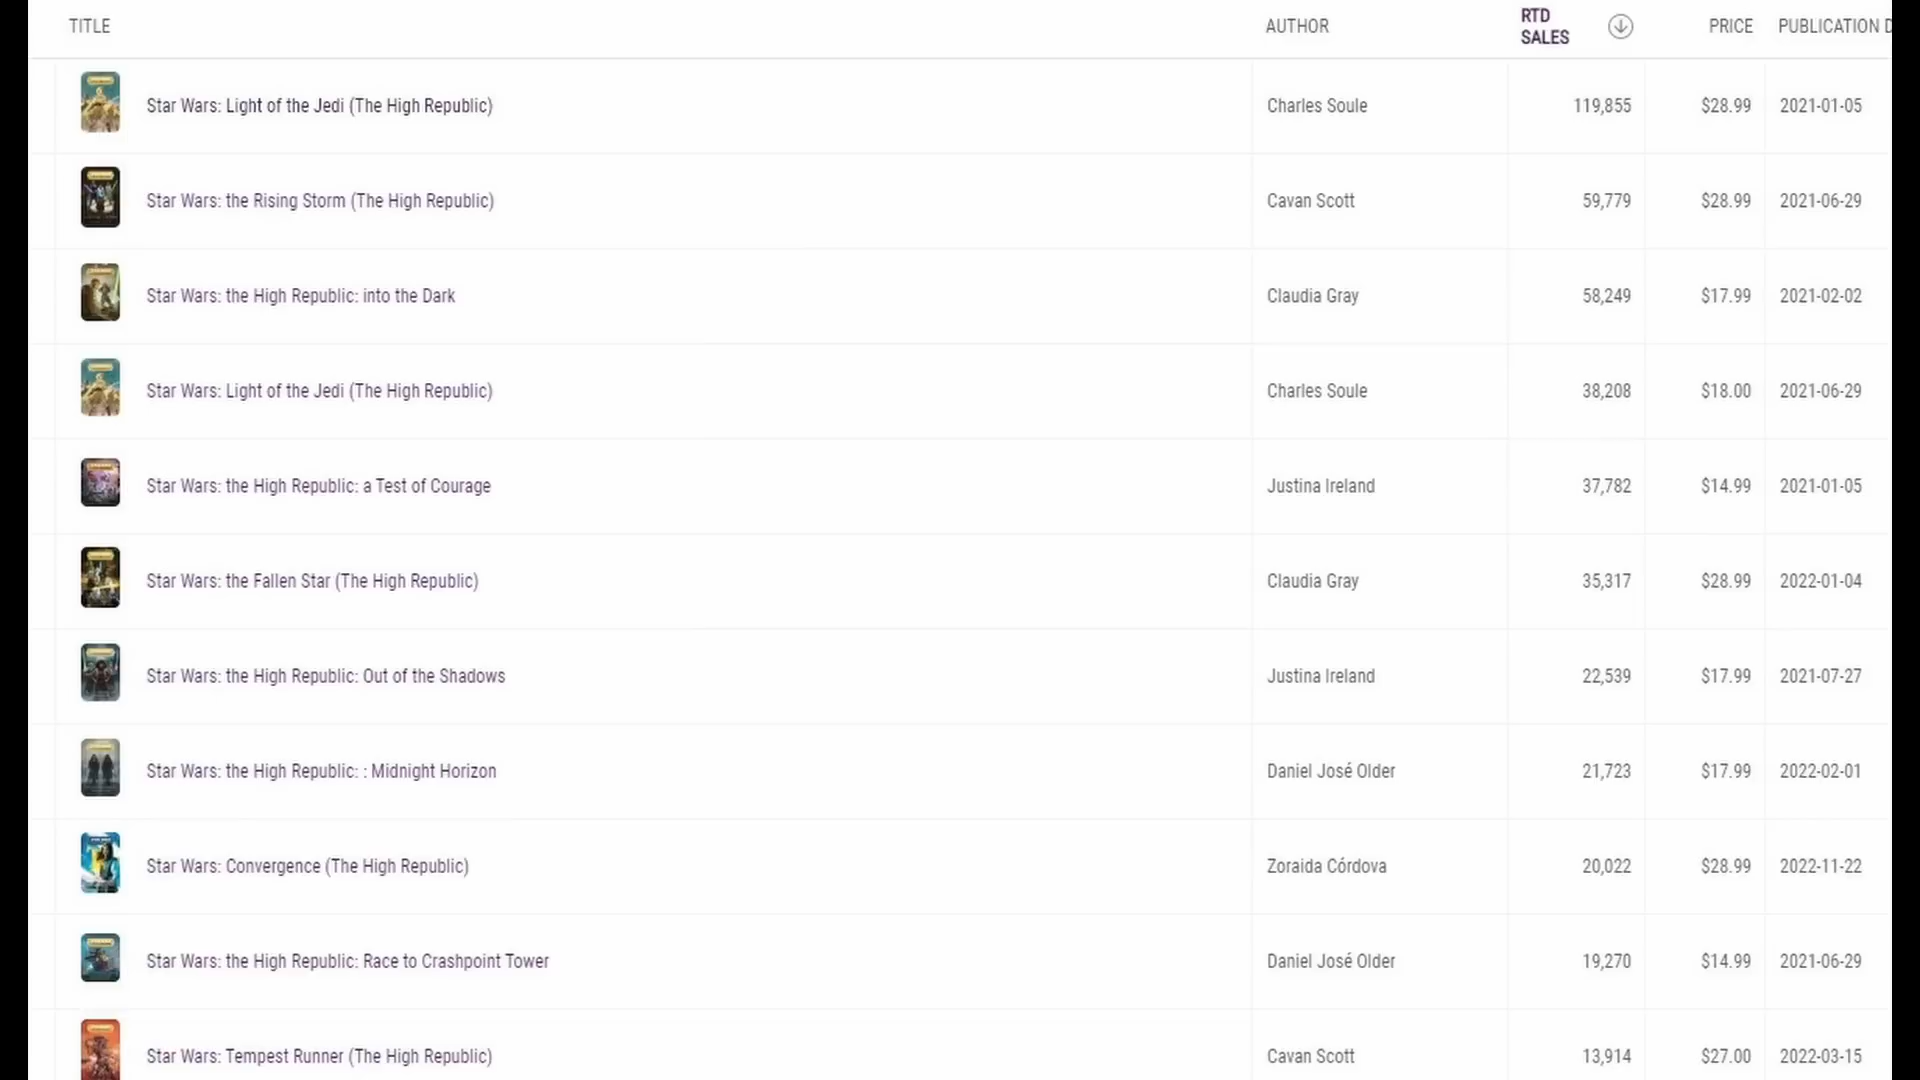 TITLE AUTHOR RTD SALES PRICE PUBLICATION D
Star Wars: Light of the Jedi (The High Republic) Charles Soule 119,855 $28.99 2021-01-05
Star Wars: the Rising Storm (The High Republic) Cavan Scott 59,779 $28.99 2021-06-29
Star Wars: the High Republic: into the Dark Claudia Gray 58,249 $17.99 2021-02-02
Star Wars: Light of the Jedi (The High Republic) Charles Soule 38,208 $18.00 2021-06-29
Star Wars: the High Republic: a Test of Courage Justina Ireland 37,782 $14.99 2021-01-05
Star Wars: the Fallen Star (The High Republic) Claudia Gray 35,317 $28.99 2022-01-04
Star Wars: the High Republic: Out of the Shadows Justina Ireland 22,539 $17.99 2021-07-27
Star Wars: the High Republic: : Midnight Horizon Daniel José Older 21,723 $17.99 2022-02-01
Star Wars: Convergence (The High Republic) Zoraida Córdova 20,022 $28.99 2022-11-22
Star Wars: the High Republic: Race to Crashpoint Tower Daniel José Older 19,270 $14.99 2021-06-29
Star Wars: Tempest Runner (The High Republic) Cavan Scott 13,914 $27.00 2022-03-15